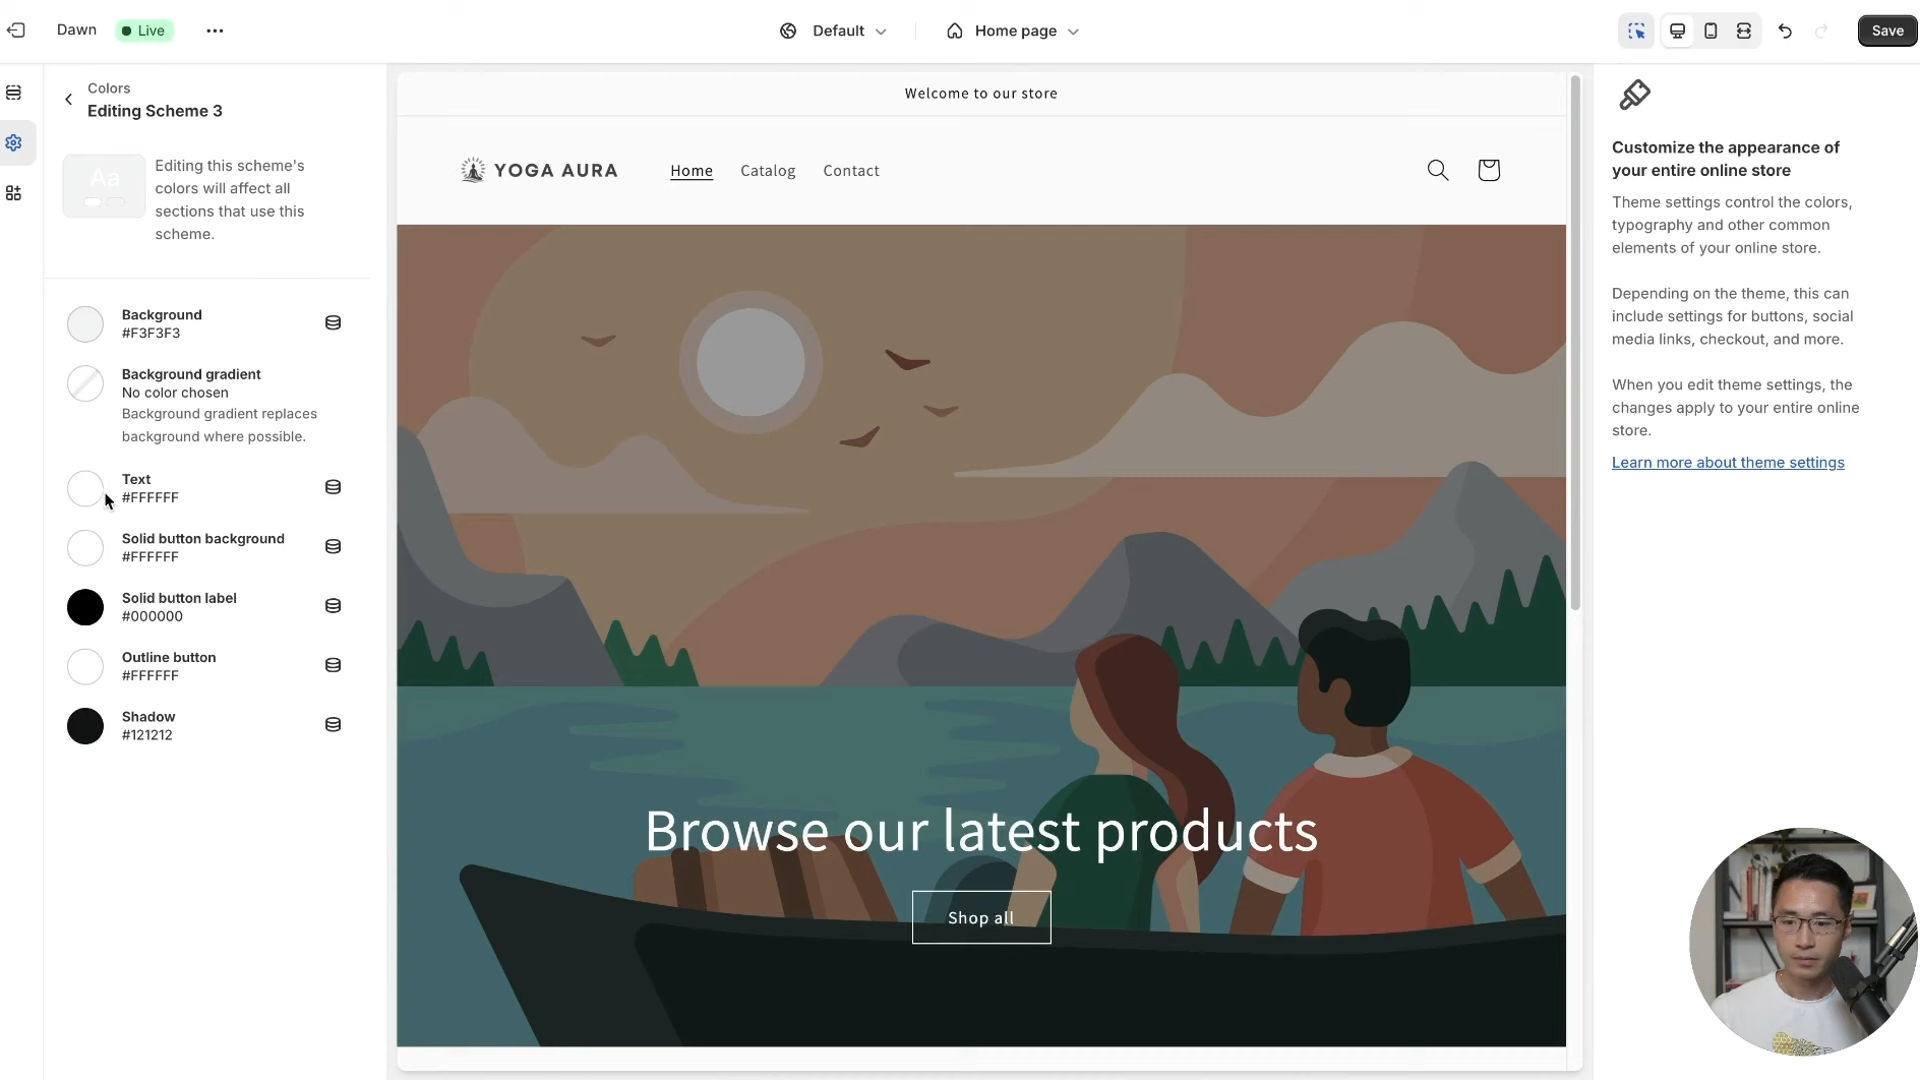 Dawn
Live
Default
Home page
Save
Colors
Editing Scheme 3
Aa
Editing this scheme's
colors will affect all
sections that use this
scheme.
Background
#F3F3F3
Background gradient
No color chosen
Background gradient replaces
background where possible.
Text
#FFFFFF
Solid button background
#FFFFFF
Solid button label
#000000
Outline button
#FFFFFF
Shadow
#121212
Welcome to our store
YOGA AURA
Home
Catalog
Contact
Browse our latest products
Shop all
Customize the appearance of
your entire online store
Theme settings control the colors,
typography and other common
elements of your online store.
Depending on the theme, this can
include settings for buttons, social
media links, checkout, and more.
When you edit theme settings, the
changes apply to your entire online
store.
Learn more about theme settings